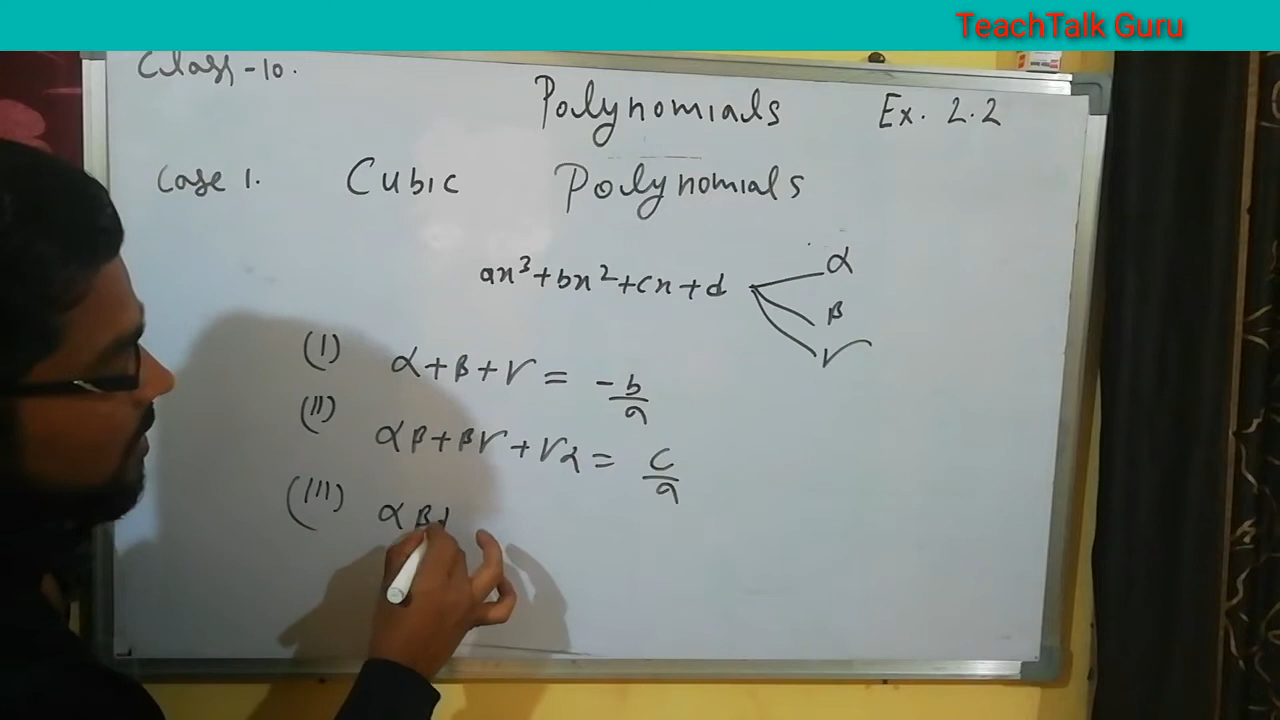 TeachTalk Guru
Class-10.
Polynomials Ex. 2.2
Case 1. Cubic Polynomials
ax³+bx²+cx+d
α
β
γ
(I) α+β+γ = -b/a
(II) αβ+βγ+γα = c/a
(III) αβ